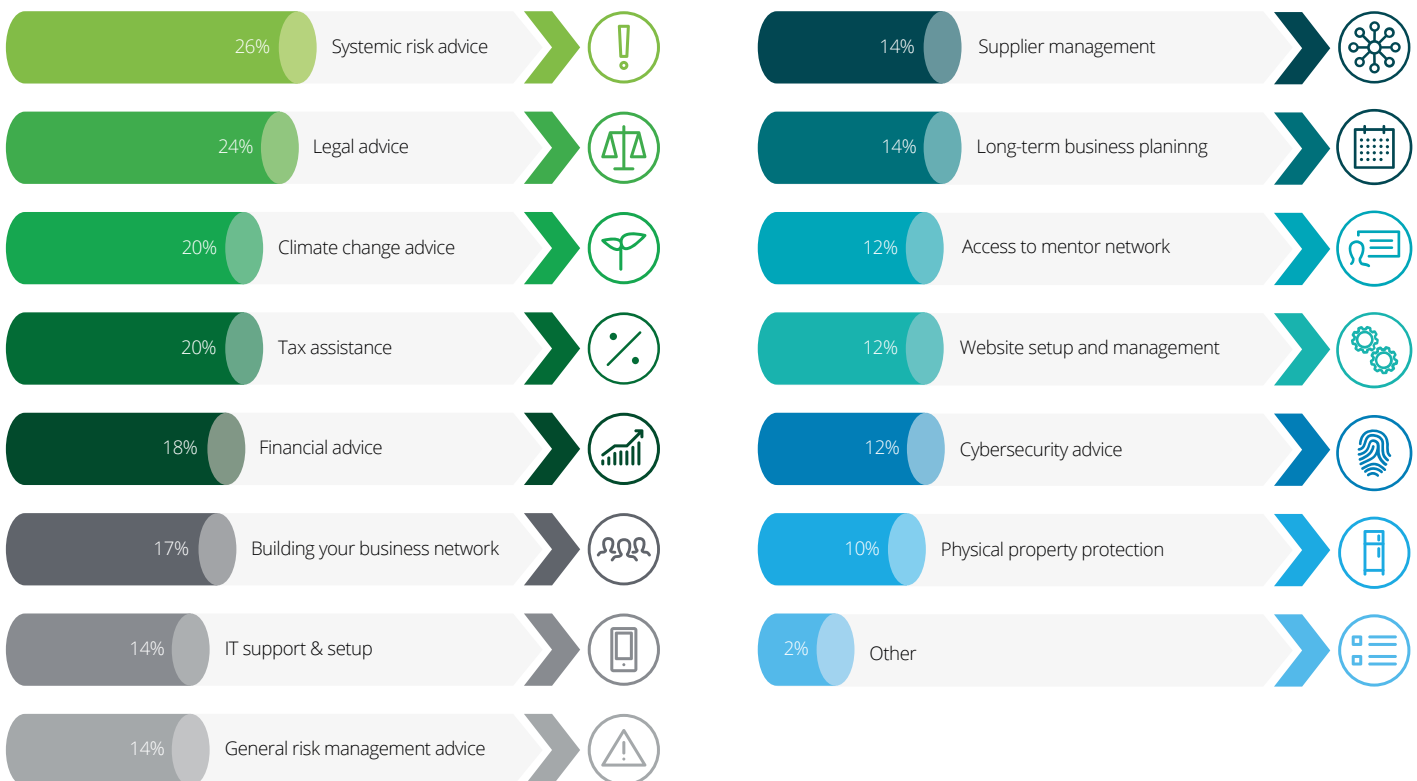 26% Systemic risk advice
24% Legal advice
20% Climate change advice
20% Tax assistance
18% Financial advice
17% Building your business network
14% IT support & setup
14% General risk management advice
14% Supplier management
14% Long-term business planinng
12% Access to mentor network
12% Website setup and management
12% Cybersecurity advice
10% Physical property protection
2% Other